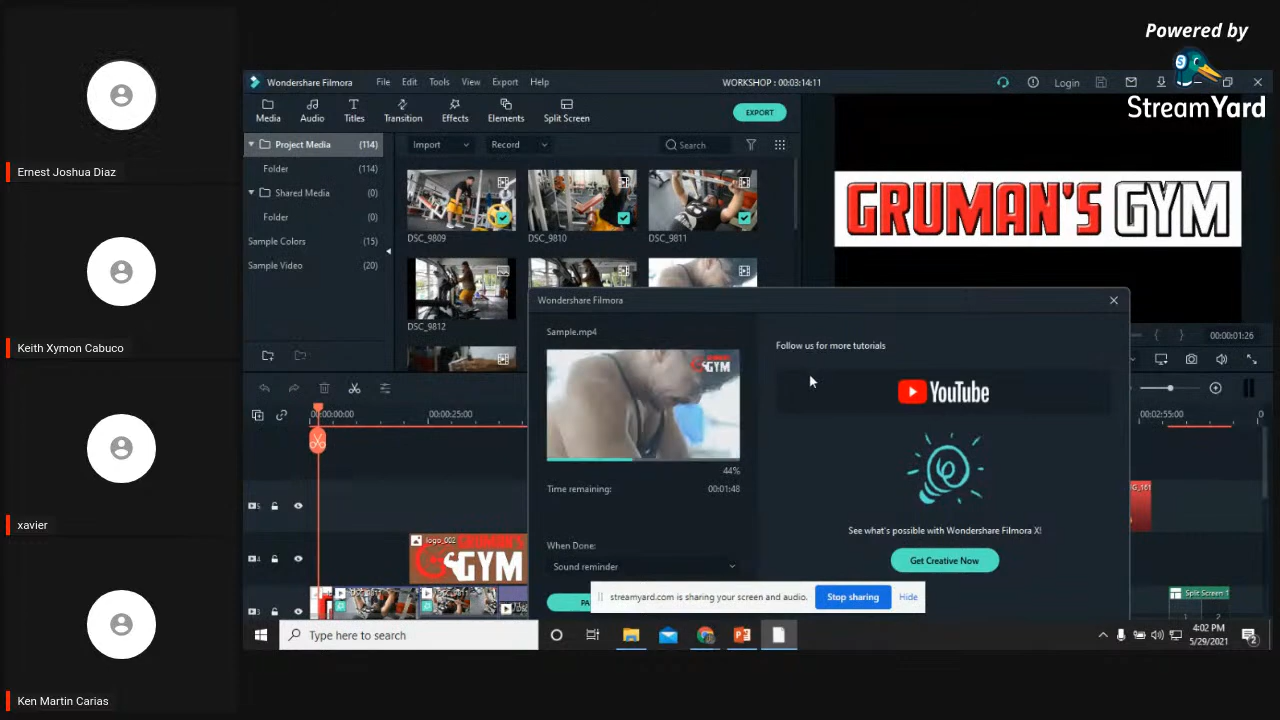 Powered by
StreamYard
Ernest Joshua Diaz
Keith Xymon Cabuco
xavier
Ken Martin Carias
Wondershare Filmora
File
Edit
Tools
View
Export
Help
WORKSHOP : 00:03:14:11
Login
Media
Audio
Titles
Transition
Effects
Elements
Split Screen
EXPORT
Project Media (114)
Folder (114)
Shared Media (0)
Folder (0)
Sample Colors (15)
Sample Video (20)
Import
Record
Search
DSC_9809
DSC_9810
DSC_9811
DSC_9812
GRUMAN'S GYM
00:00:01:26
Wondershare Filmora
Sample.mp4
GYM
44%
Time remaining: 00:01:48
When Done:
Sound reminder
Follow us for more tutorials
YouTube
See what's possible with Wondershare Filmora X!
Get Creative Now
00:00:00:00
00:00:25:00
00:02:55:00
logo_002
GYM
Split Screen 1
streamyard.com is sharing your screen and audio.
Stop sharing
Hide
Type here to search
4:02 PM
5/29/2021